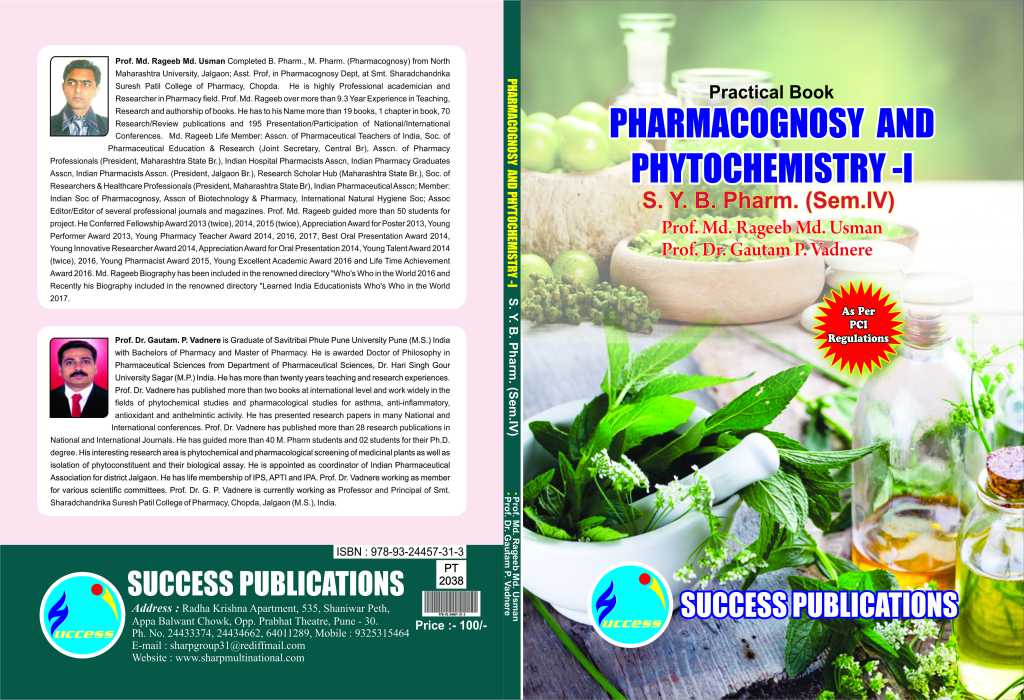 Prof. Md. Rageeb Md. Usman Completed B. Pharm., M. Pharm. (Pharmacognosy) from North
Maharashtra University, Jalgaon; Asst. Prof, in Pharmacognosy Dept, at Smt. Sharadchandrika
Suresh Patil College of Pharmacy, Chopda. He is highly Professional academician and
Researcher in Pharmacy field. Prof. Md. Rageeb over more than 9.3 Year Experience in Teaching,
Research and authorship of books. He has to his Name more than 19 books, 1 chapter in book, 70
Research/Review publications and 195 Presentation/Participation of National/International
Conferences. Md. Rageeb Life Member: Asscn. of Pharmaceutical Teachers of India, Soc. of
Pharmaceutical Education & Research (Joint Secretary, Central Br), Asscn. of Pharmacy
Professionals (President, Maharashtra State Br.), Indian Hospital Pharmacists Asscn, Indian Pharmacy Graduates
Asscn, Indian Pharmacists Asscn. (President, Jalgaon Br.), Research Scholar Hub (Maharashtra State Br.), Soc. of
Researchers & Healthcare Professionals (President, Maharashtra State Br), Indian Pharmaceutical Asscn; Member:
Indian Soc of Pharmacognosy, Asscn of Biotechnology & Pharmacy, International Natural Hygiene Soc; Assoc
Editor/Editor of several professional journals and magazines. Prof. Md. Rageeb guided more than 50 students for
project. He Conferred Fellowship Award 2013 (twice), 2014, 2015 (twice), Appreciation Award for Poster 2013, Young
Performer Award 2013, Young Pharmacy Teacher Award 2014, 2016, 2017, Best Oral Presentation Award 2014,
Young Innovative Researcher Award 2014, Appreciation Award for Oral Presentation 2014, Young Talent Award 2014
(twice), 2016, Young Pharmacist Award 2015, Young Excellent Academic Award 2016 and Life Time Achievement
Award 2016. Md. Rageeb Biography has been included in the renowned directory "Who's Who in the World 2016 and
Recently his Biography included in the renowned directory "Learned India Educationists Who's Who in the World
2017.
Prof. Dr. Gautam. P. Vadnere is Graduate of Savitribai Phule Pune University Pune (M.S.) India
with Bachelors of Pharmacy and Master of Pharmacy. He is awarded Doctor of Philosophy in
Pharmaceutical Sciences from Department of Pharmaceutical Sciences, Dr. Hari Singh Gour
University Sagar (M.P.) India. He has more than twenty years teaching and research experiences.
Prof. Dr. Vadnere has published more than two books at international level and work widely in the
fields of phytochemical studies and pharmacological studies for asthma, anti-inflammatory,
antioxidant and anthelmintic activity. He has presented research papers in many National and
International conferences. Prof. Dr. Vadnere has published more than 28 research publications in
National and International Journals. He has guided more than 40 M. Pharm students and 02 students for their Ph.D.
degree. His interesting research area is phytochemical and pharmacological screening of medicinal plants as well as
isolation of phytoconstituent and their biological assay. He is appointed as coordinator of Indian Pharmaceutical
Association for district Jalgaon. He has life membership of IPS, APTI and IPA. Prof. Dr. Vadnere working as member
for various scientific committees. Prof. Dr. G. P. Vadnere is currently working as Professor and Principal of Smt.
Sharadchandrika Suresh Patil College of Pharmacy, Chopda, Jalgaon (M.S.), India.
ISBN : 978-93-24457-31-3
PT
2038
Price :- 100/-
uccess
SUCCESS PUBLICATIONS
Address : Radha Krishna Apartment, 535, Shaniwar Peth,
Appa Balwant Chowk, Opp. Prabhat Theatre, Pune - 30.
Ph. No. 24433374, 24434662, 64011289, Mobile : 9325315464
E-mail : sharpgroup31@rediffmail.com
Website : www.sharpmultinational.com
PHARMACOGNOSY AND PHYTOCHEMISTRY -I S. Y. B. Pharm. (Sem.IV)
- Prof. Md. Rageeb Md. Usman
- Prof. Dr. Gautam P. Vadnere
Practical Book
PHARMACOGNOSY AND
PHYTOCHEMISTRY -I
S. Y. B. Pharm. (Sem.IV)
Prof. Md. Rageeb Md. Usman
Prof. Dr. Gautam P. Vadnere
As Per
PCI
Regulations
uccess
SUCCESS PUBLICATIONS